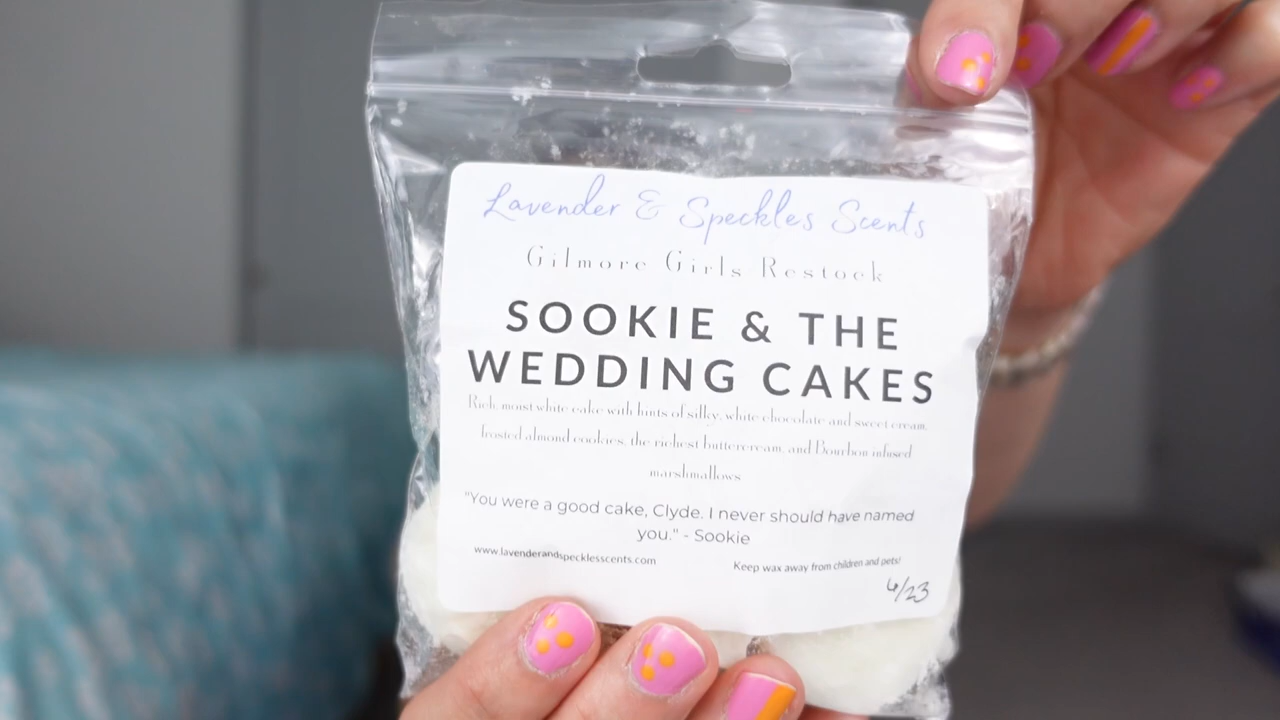 Lavender & Speckles Scents
Gilmore Girls Restock
SOOKIE & THE
WEDDING CAKES
Rich, moist white cake with hints of silky, white chocolate and sweet cream,
frosted almond cookies, the richest buttercream, and Bourbon infused
marshmallows
"You were a good cake, Clyde. I never should have named
you." - Sookie
www.lavenderandspecklesscents.com
Keep wax away from children and pets!
6/23